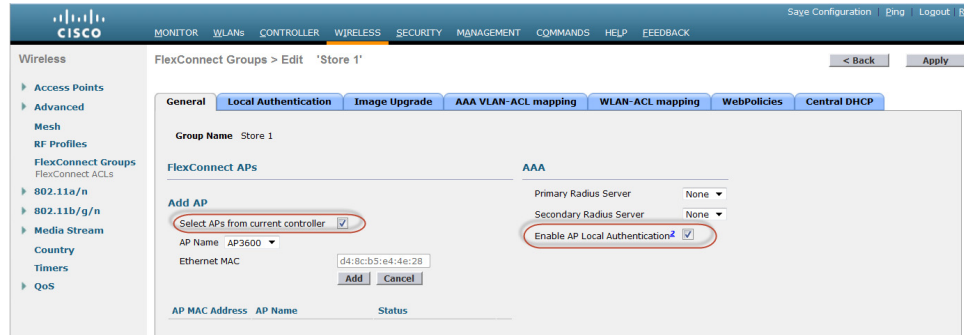 Save Configuration | Ping | Logout |
CISCO
MONITOR WLANs CONTROLLER WIRELESS SECURITY MANAGEMENT COMMANDS HELP FEEDBACK
Wireless
FlexConnect Groups > Edit 'Store 1'
< Back
Apply
Access Points
Advanced
Mesh
RF Profiles
FlexConnect Groups
FlexConnect ACLs
802.11a/n
802.11b/g/n
Media Stream
Country
Timers
QoS
General
Local Authentication
Image Upgrade
AAA VLAN-ACL mapping
WLAN-ACL mapping
WebPolicies
Central DHCP
Group Name Store 1
FlexConnect APs
Add AP
Select APs from current controller
AP Name AP3600
Ethernet MAC d4:8c:b5:e4:4e:28
Add Cancel
AP MAC Address AP Name Status
AAA
Primary Radius Server None
Secondary Radius Server None
Enable AP Local Authentication2